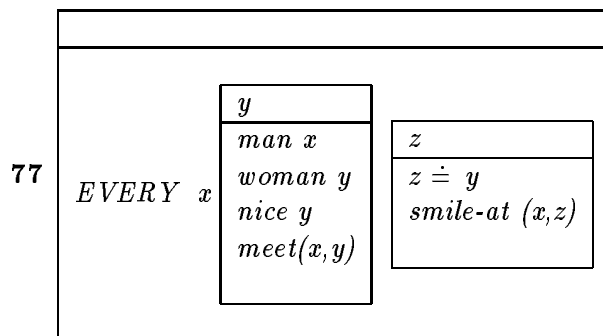 77
EVERY x
y
man x
woman y
nice y
meet(x,y)
z
z ≐ y
smile-at (x,z)